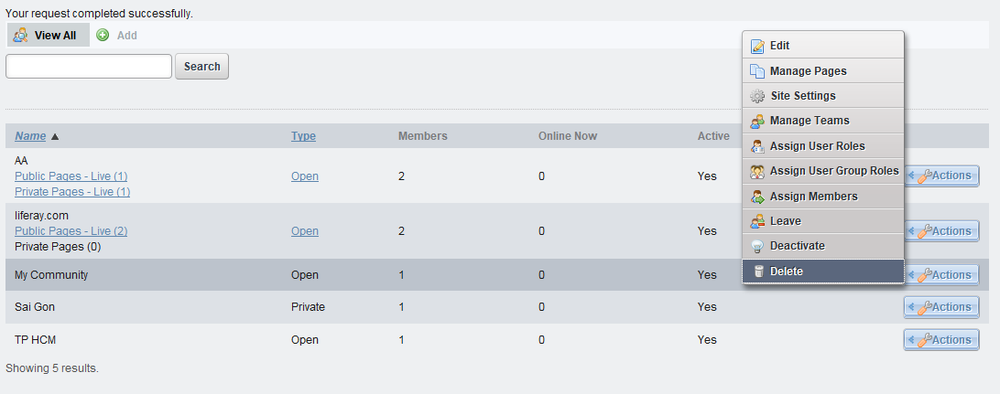 Your request completed successfully.
View All Add
Search
Edit
Manage Pages
Site Settings
Manage Teams
Assign User Roles
Assign User Group Roles
Assign Members
Leave
Deactivate
Delete
Name Type Members Online Now Active
AA
Public Pages - Live (1) Open 2 0 Yes Actions
Private Pages - Live (1)
liferay.com
Public Pages - Live (2) Open 2 0 Yes Actions
Private Pages (0)
My Community Open 1 0 Yes Actions
Sai Gon Private 1 0 Yes Actions
TP HCM Open 1 0 Yes Actions
Showing 5 results.